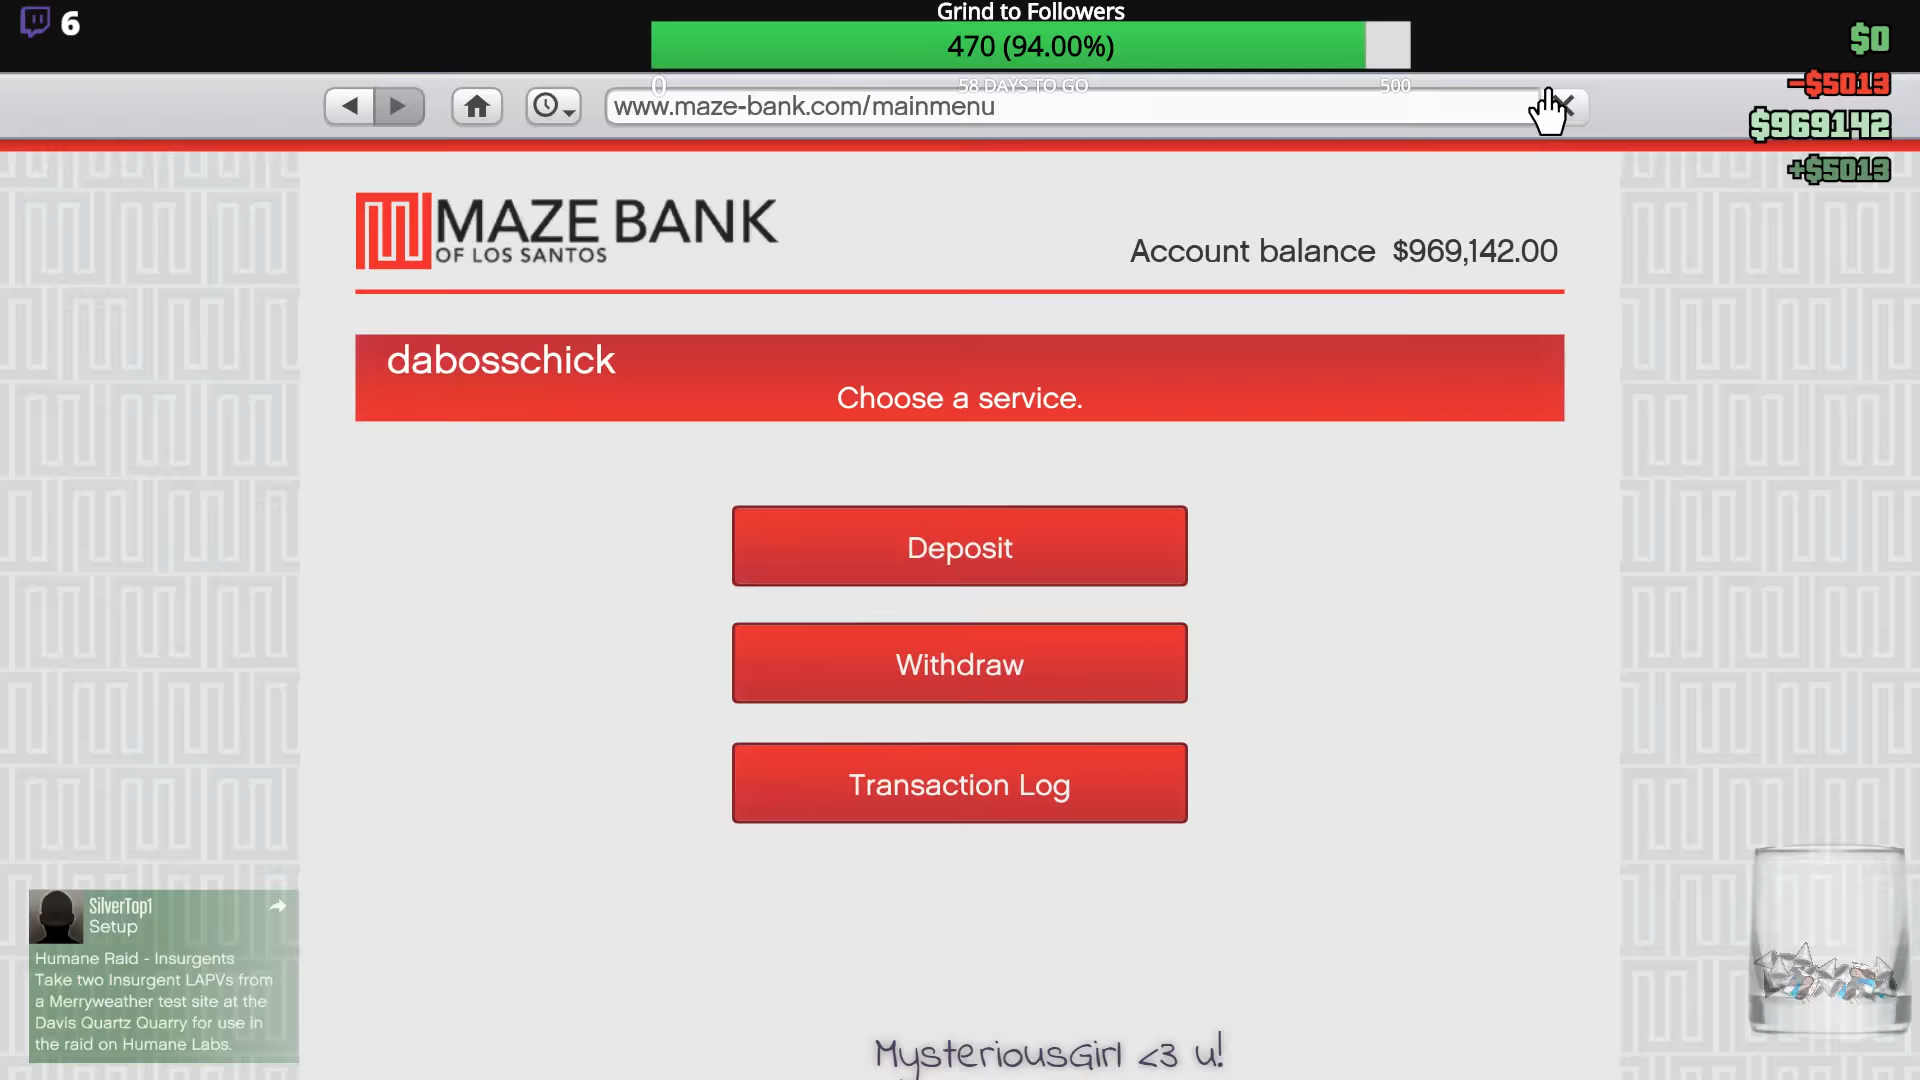 6
Grind to Followers
470 (94.00%)
0
58 DAYS TO GO
500
$0
-$5013
$969142
+$5013
www.maze-bank.com/mainmenu
MAZE BANK
OF LOS SANTOS
Account balance $969,142.00
dabosschick
Choose a service.
Deposit
Withdraw
Transaction Log
SilverTop1
Setup
Humane Raid - Insurgents
Take two Insurgent LAPVs from
a Merryweather test site at the
Davis Quartz Quarry for use in
the raid on Humane Labs.
MysteriousGirl <3 u!